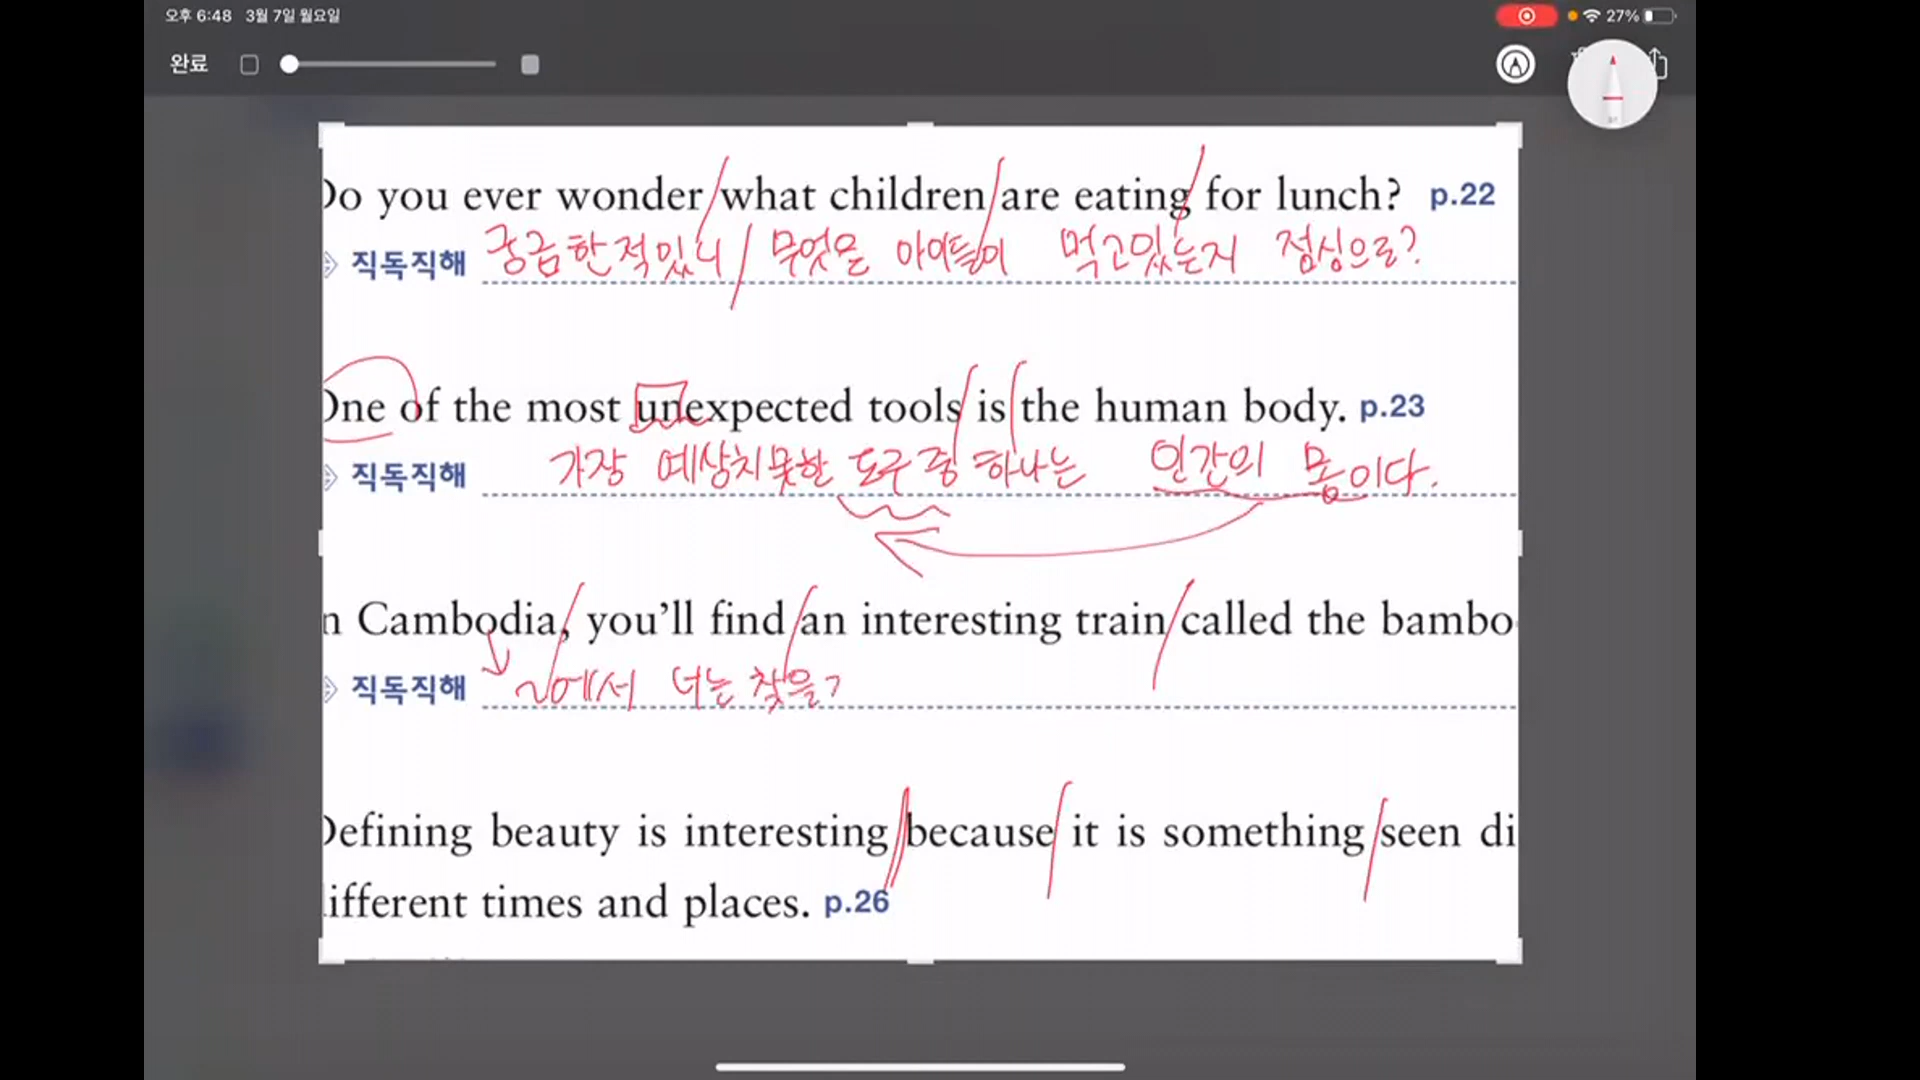 오후 6:48 3월 7일 월요일
27%
완료
Do you ever wonder what children are eating for lunch? p.22
직독직해 궁금한적있니 / 무엇을 아이들이 먹고있는지 점심으로?
One of the most unexpected tools is the human body. p.23
직독직해 가장 예상치못한 도구 중 하나는 인간의 몸이다.
n Cambodia, you'll find an interesting train called the bambo
직독직해 ~에서 너는 찾을
Defining beauty is interesting because it is something seen di
ifferent times and places. p.26